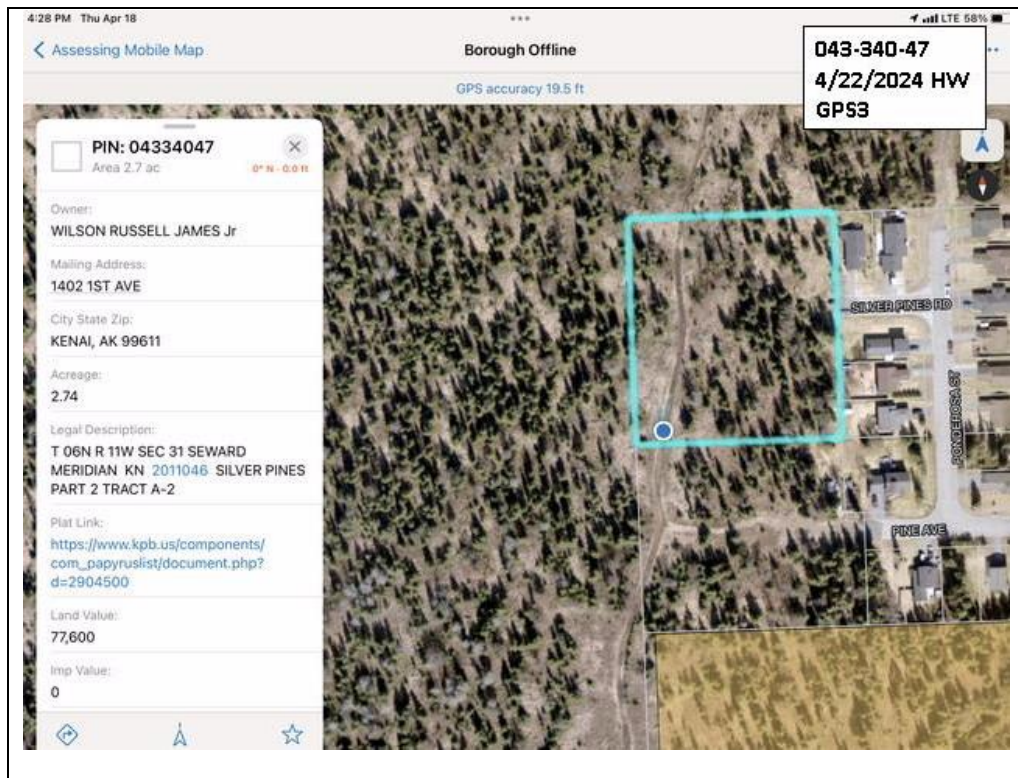 4:28 PM Thu Apr 18
LTE 58%
Assessing Mobile Map
Borough Offline
GPS accuracy 19.5 ft
043-340-47
4/22/2024 HW
GPS3
PIN: 04334047
Area 2.7 ac
0° N - 0.0 ft
Owner:
WILSON RUSSELL JAMES Jr
Mailing Address:
1402 1ST AVE
City State Zip:
KENAI, AK 99611
Acreage:
2.74
Legal Description:
T 06N R 11W SEC 31 SEWARD
MERIDIAN KN 2011046 SILVER PINES
PART 2 TRACT A-2
Plat Link:
https://www.kpb.us/components/
com_papyruslist/document.php?
d=2904500
Land Value:
77,600
Imp Value:
0
SILVER PINES RD
PONDEROSA ST
PINE AVE